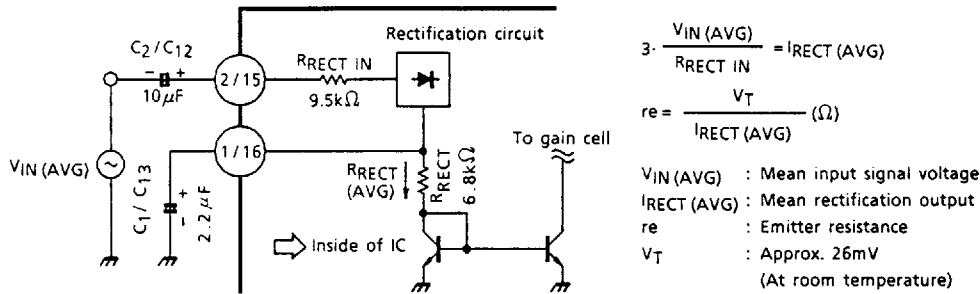 Rectification circuit
C2/C12
- +
10μF
2/15
RRECT IN
9.5kΩ
1/16
VIN (AVG)
~
C1/C13
+
-
2.2μF
RRECT
(AVG)
RRECT
6.8kΩ
To gain cell
Inside of IC
3· VIN (AVG) / RRECT IN = IRECT (AVG)
re = VT / IRECT (AVG) (Ω)
VIN (AVG) : Mean input signal voltage
IRECT (AVG) : Mean rectification output
re : Emitter resistance
VT : Approx. 26mV
(At room temperature)